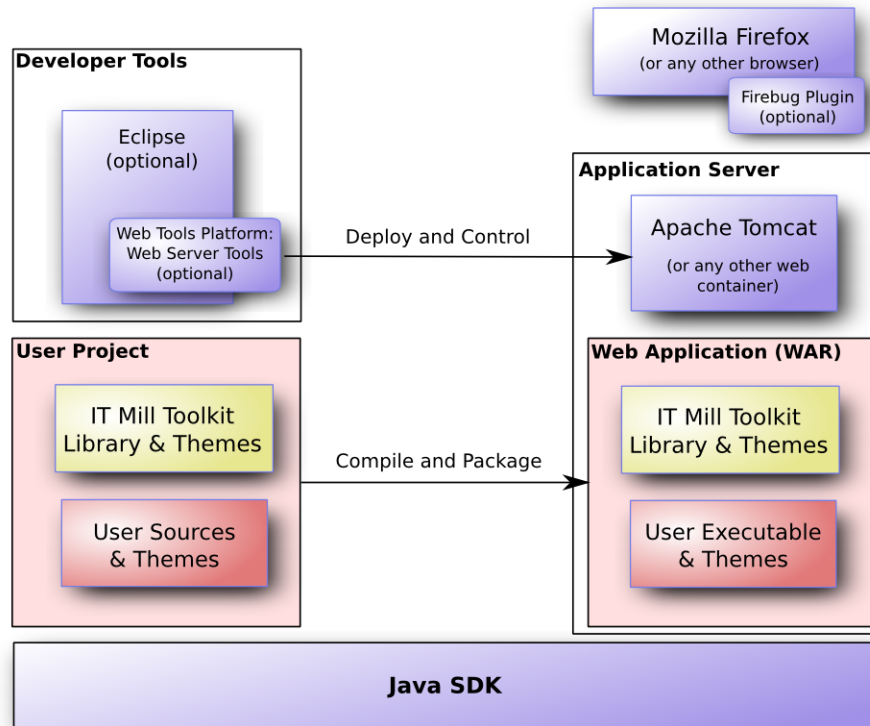 Developer Tools
Eclipse
(optional)
Web Tools Platform:
Web Server Tools
(optional)
Deploy and Control
Mozilla Firefox
(or any other browser)
Firebug Plugin
(optional)
Application Server
Apache Tomcat
(or any other web
container)
User Project
IT Mill Toolkit
Library & Themes
User Sources
& Themes
Compile and Package
Web Application (WAR)
IT Mill Toolkit
Library & Themes
User Executable
& Themes
Java SDK